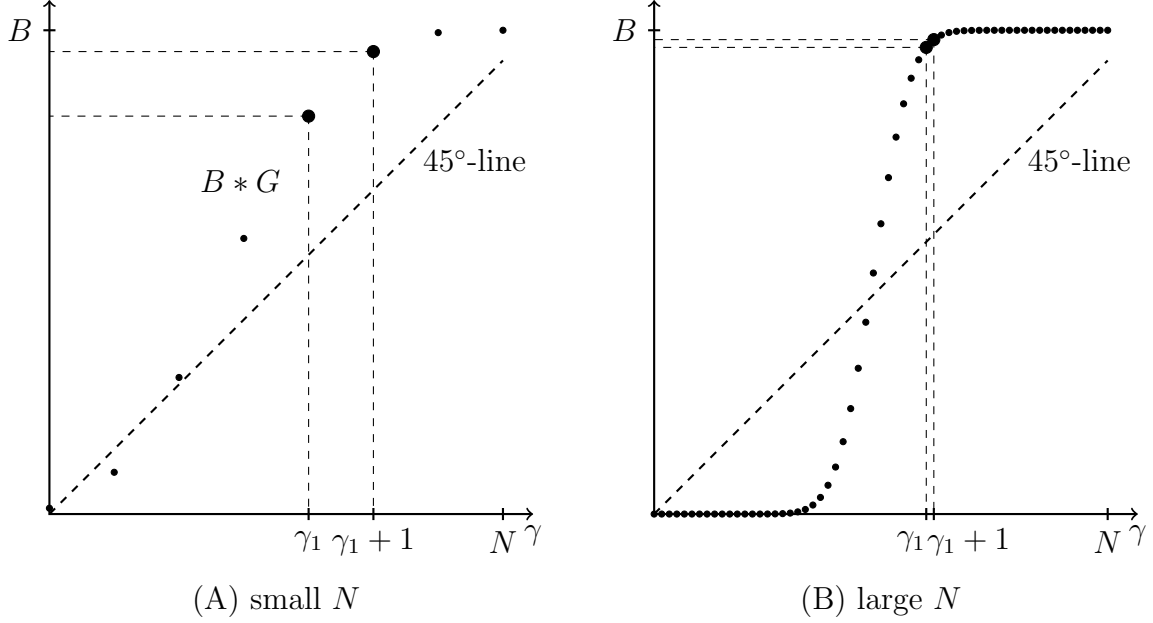 B
B ∗ G
45°-line
γ₁ γ₁ + 1 N γ
(A) small N
B
45°-line
γ₁ γ₁ + 1 N γ
(B) large N